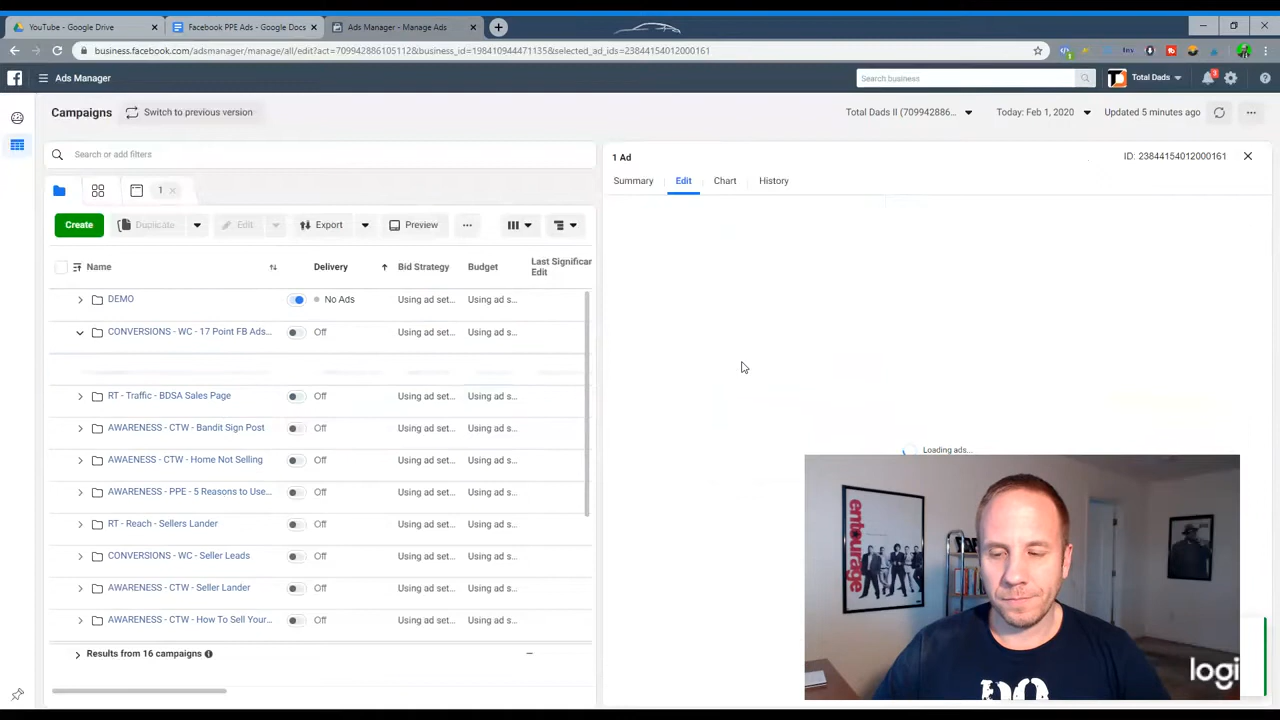 YouTube - Google Drive
Facebook PPE Ads - Google Docs
Ads Manager - Manage Ads
business.facebook.com/adsmanager/manage/all/edit?act=709942886105112&business_id=198410944471135&selected_ad_ids=23844154012000161
Ads Manager
Search business
Total Dads
Campaigns
Switch to previous version
Total Dads II (709942886...
Today: Feb 1, 2020
Updated 5 minutes ago
Search or add filters
1
1 Ad
ID: 23844154012000161
Summary
Edit
Chart
History
Create
Duplicate
Edit
Export
Preview
Name
Delivery
Bid Strategy
Budget
Last Significan
Edit
DEMO
No Ads
Using ad set...
Using ad s...
CONVERSIONS - WC - 17 Point FB Ads...
Off
Using ad set...
Using ad s...
RT - Traffic - BDSA Sales Page
Off
Using ad set...
Using ad s...
AWARENESS - CTW - Bandit Sign Post
Off
Using ad set...
Using ad s...
AWAENESS - CTW - Home Not Selling
Off
Using ad set...
Using ad s...
AWARENESS - PPE - 5 Reasons to Use...
Off
Using ad set...
Using ad s...
RT - Reach - Sellers Lander
Off
Using ad set...
Using ad s...
CONVERSIONS - WC - Seller Leads
Off
Using ad set...
Using ad s...
AWARENESS - CTW - Seller Lander
Off
Using ad set...
Using ad s...
AWARENESS - CTW - How To Sell Your...
Off
Using ad set...
Using ad s...
Results from 16 campaigns
Loading ads...
entourage
logi